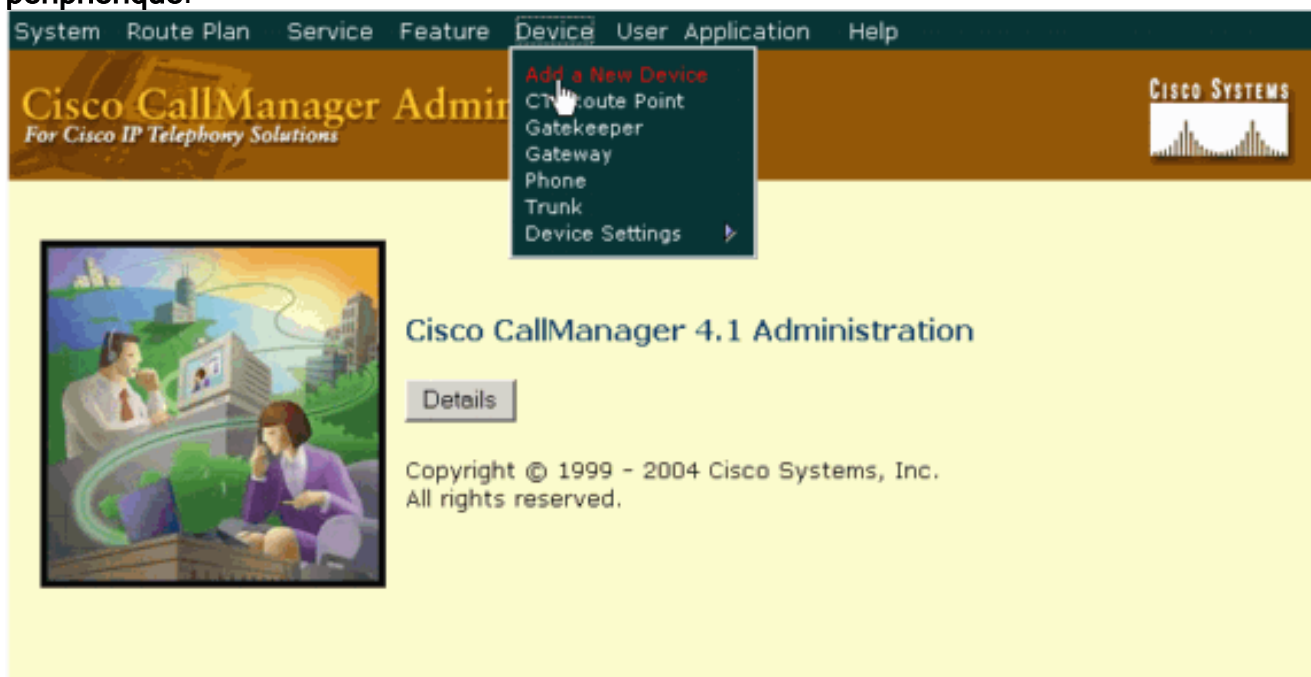 périphérique.
System Route Plan Service Feature Device User Application Help
Cisco CallManager Admin
For Cisco IP Telephony Solutions
Cisco Systems
Add a New Device
CTI Route Point
Gatekeeper
Gateway
Phone
Trunk
Device Settings
Cisco CallManager 4.1 Administration
Details
Copyright © 1999 - 2004 Cisco Systems, Inc.
All rights reserved.